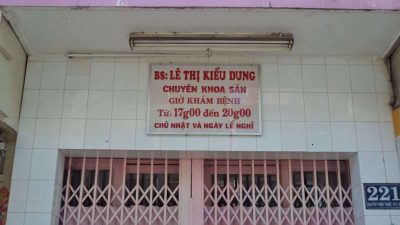 BS: LÊ THỊ KIỀU DUNG
CHUYÊN KHOA SẢN
GIỜ KHÁM BỆNH
Từ: 17g00 đến 20g00
CHỦ NHẬT VÀ NGÀY LỄ NGHỈ
221